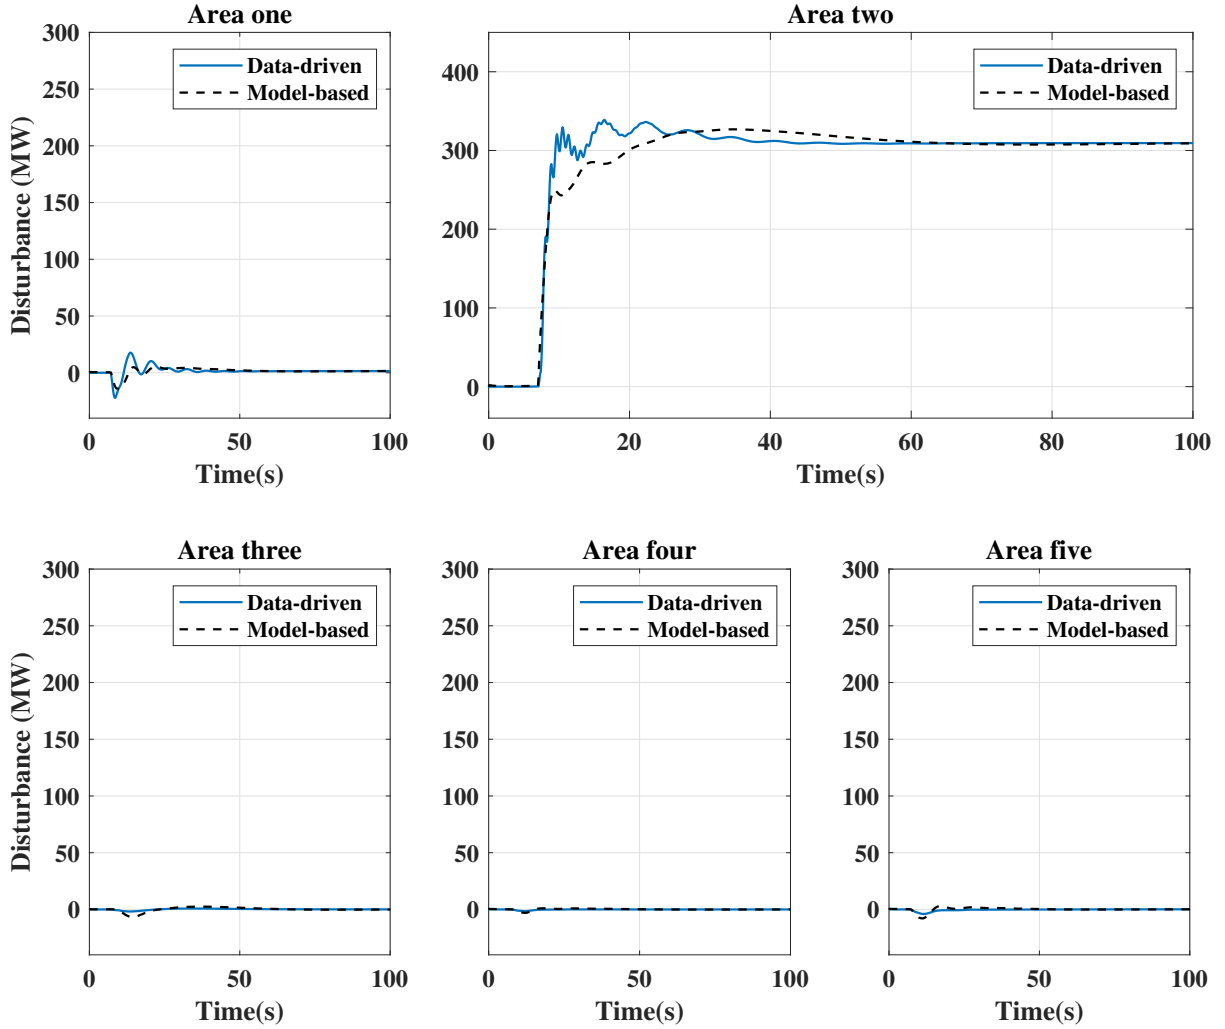 Area one
300
250
200
150
100
50
0
Disturbance (MW)
Data-driven
Model-based
0
50
100
Time(s)
Area two
400
300
200
100
0
Data-driven
Model-based
0
20
40
60
80
100
Time(s)
Area three
300
250
200
150
100
50
0
Disturbance (MW)
Data-driven
Model-based
0
50
100
Time(s)
Area four
300
250
200
150
100
50
0
Data-driven
Model-based
0
50
100
Time(s)
Area five
300
250
200
150
100
50
0
Data-driven
Model-based
0
50
100
Time(s)